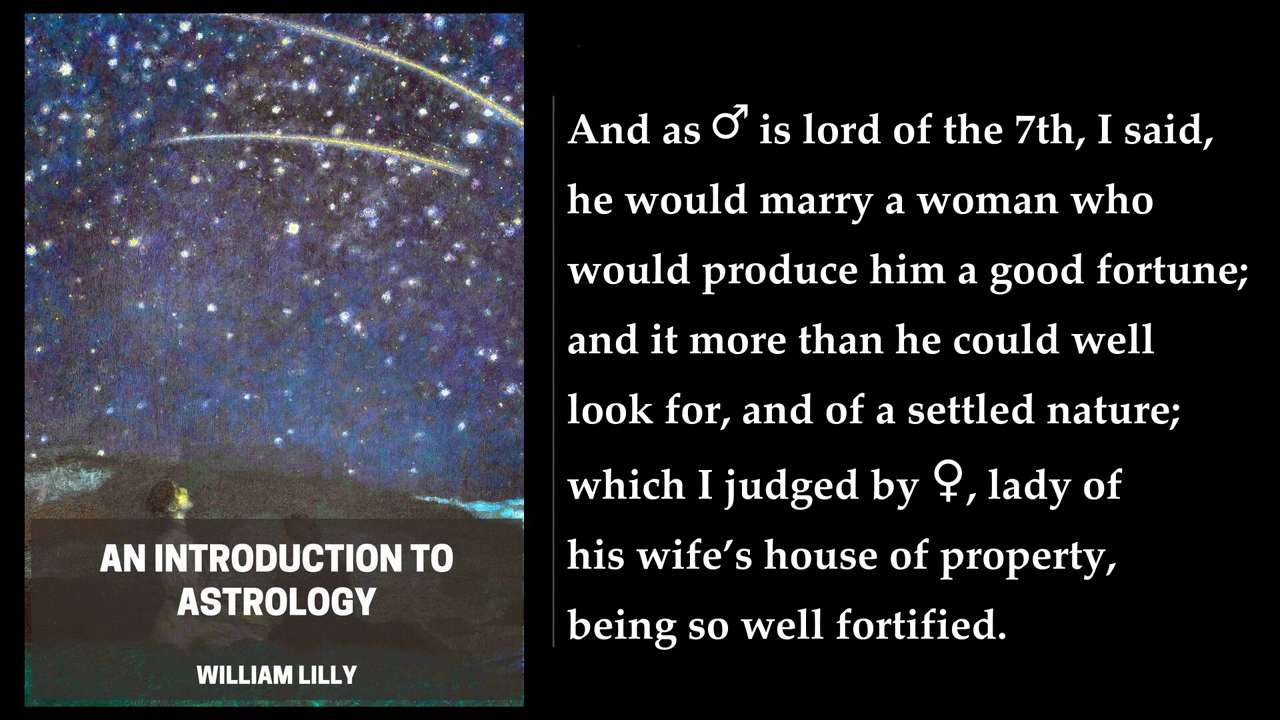 AN INTRODUCTION TO
ASTROLOGY
WILLIAM LILLY
And as ♂ is lord of the 7th, I said,
he would marry a woman who
would produce him a good fortune;
and it more than he could well
look for, and of a settled nature;
which I judged by ♀, lady of
his wife’s house of property,
being so well fortified.